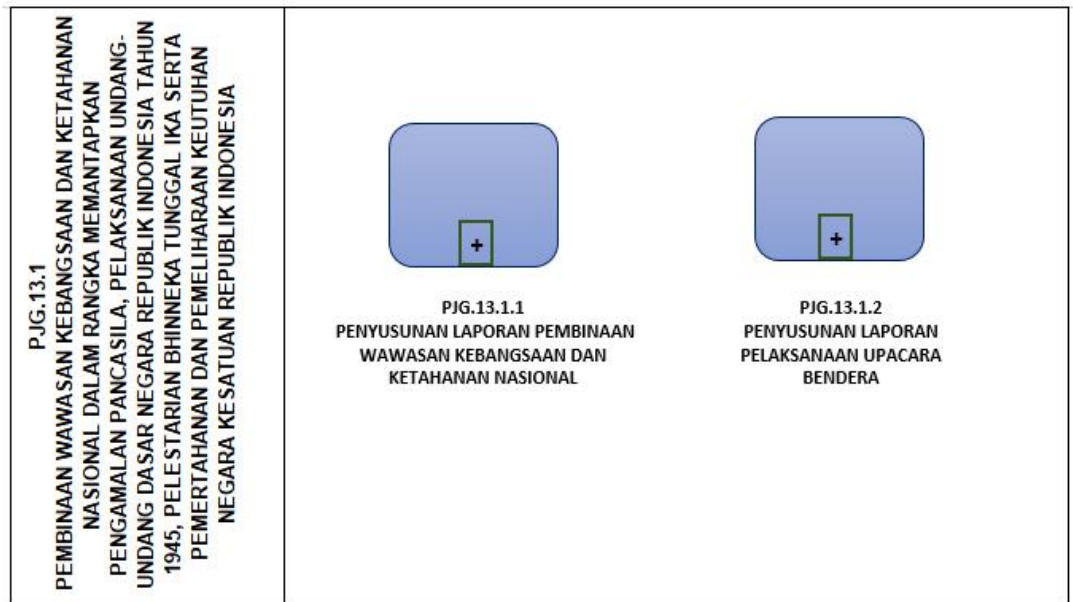 PJG.13.1
PEMBINAAN WAWASAN KEBANGSAAN DAN KETAHANAN
NASIONAL DALAM RANGKA MEMANTAPKAN
PENGAMALAN PANCASILA, PELAKSANAAN UNDANG-
UNDANG DASAR NEGARA REPUBLIK INDONESIA TAHUN
1945, PELESTARIAN BHINNEKA TUNGGAL IKA SERTA
PEMERTAHANAN DAN PEMELIHARAAN KEUTUHAN
NEGARA KESATUAN REPUBLIK INDONESIA
+
PJG.13.1.1
PENYUSUNAN LAPORAN PEMBINAAN
WAWASAN KEBANGSAAN DAN
KETAHANAN NASIONAL
+
PJG.13.1.2
PENYUSUNAN LAPORAN
PELAKSANAAN UPACARA
BENDERA